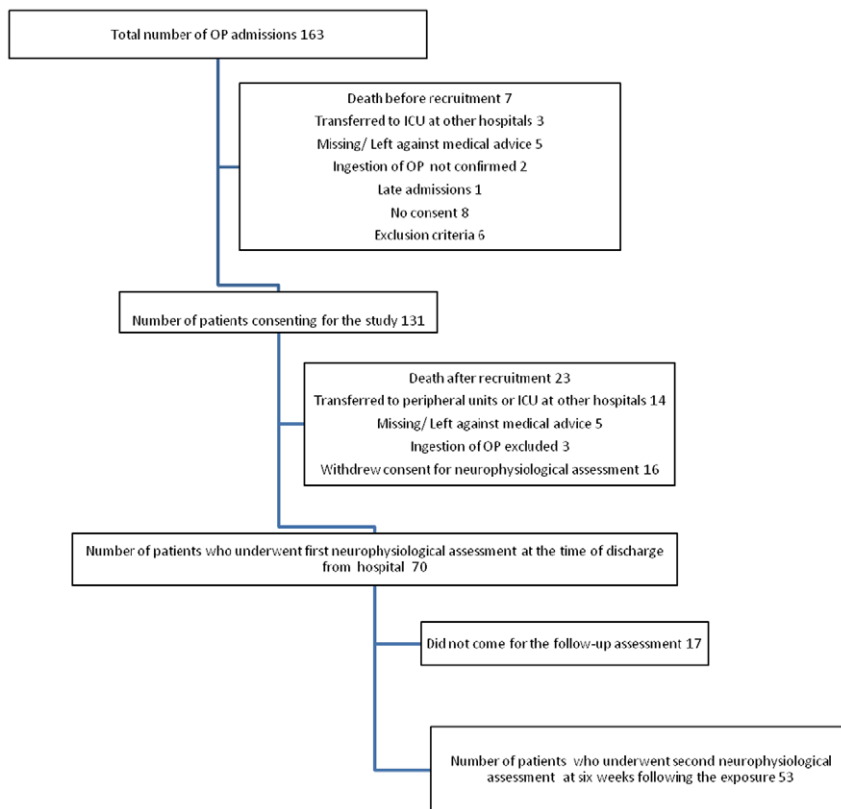 Total number of OP admissions 163
Death before recruitment 7
Transferred to ICU at other hospitals 3
Missing/ Left against medical advice 5
Ingestion of OP not confirmed 2
Late admissions 1
No consent 8
Exclusion criteria 6
Number of patients consenting for the study 131
Death after recruitment 23
Transferred to peripheral units or ICU at other hospitals 14
Missing/ Left against medical advice 5
Ingestion of OP excluded 3
Withdrew consent for neurophysiological assessment 16
Number of patients who underwent first neurophysiological assessment at the time of discharge
from hospital 70
Did not come for the follow-up assessment 17
Number of patients who underwent second neurophysiological
assessment at six weeks following the exposure 53